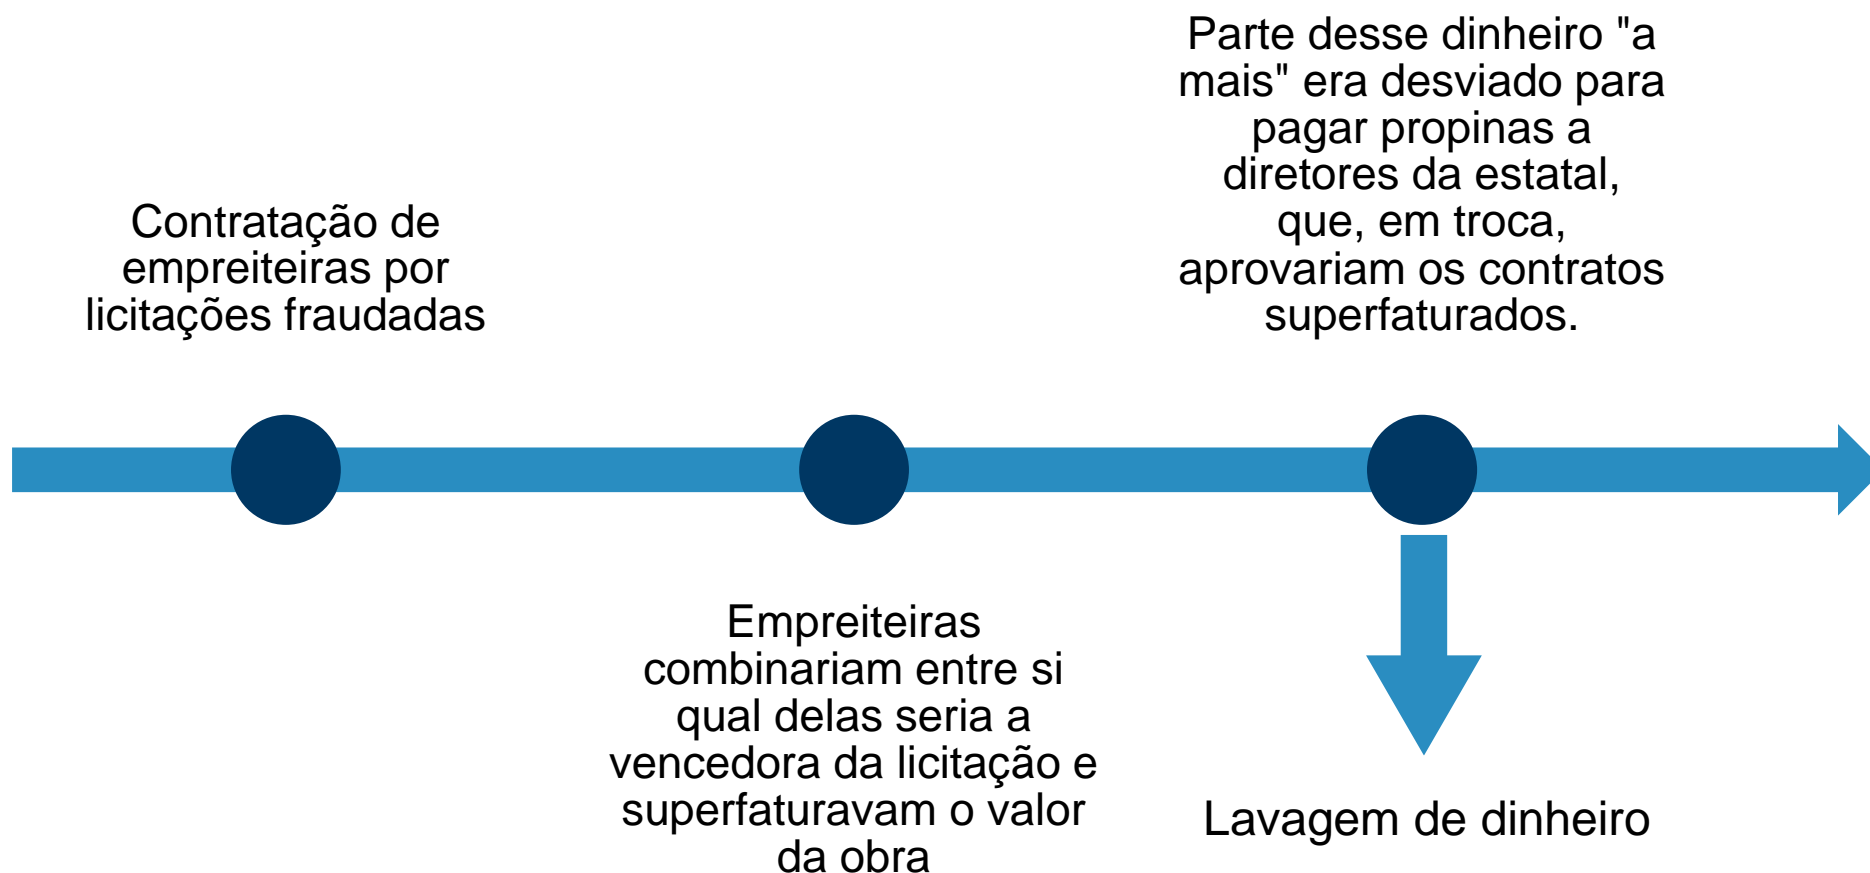 Contratação de
empreiteiras por
licitações fraudadas
Empreiteiras
combinariam entre si
qual delas seria a
vencedora da licitação e
superfaturavam o valor
da obra
Parte desse dinheiro "a
mais" era desviado para
pagar propinas a
diretores da estatal,
que, em troca,
aprovariam os contratos
superfaturados.
Lavagem de dinheiro